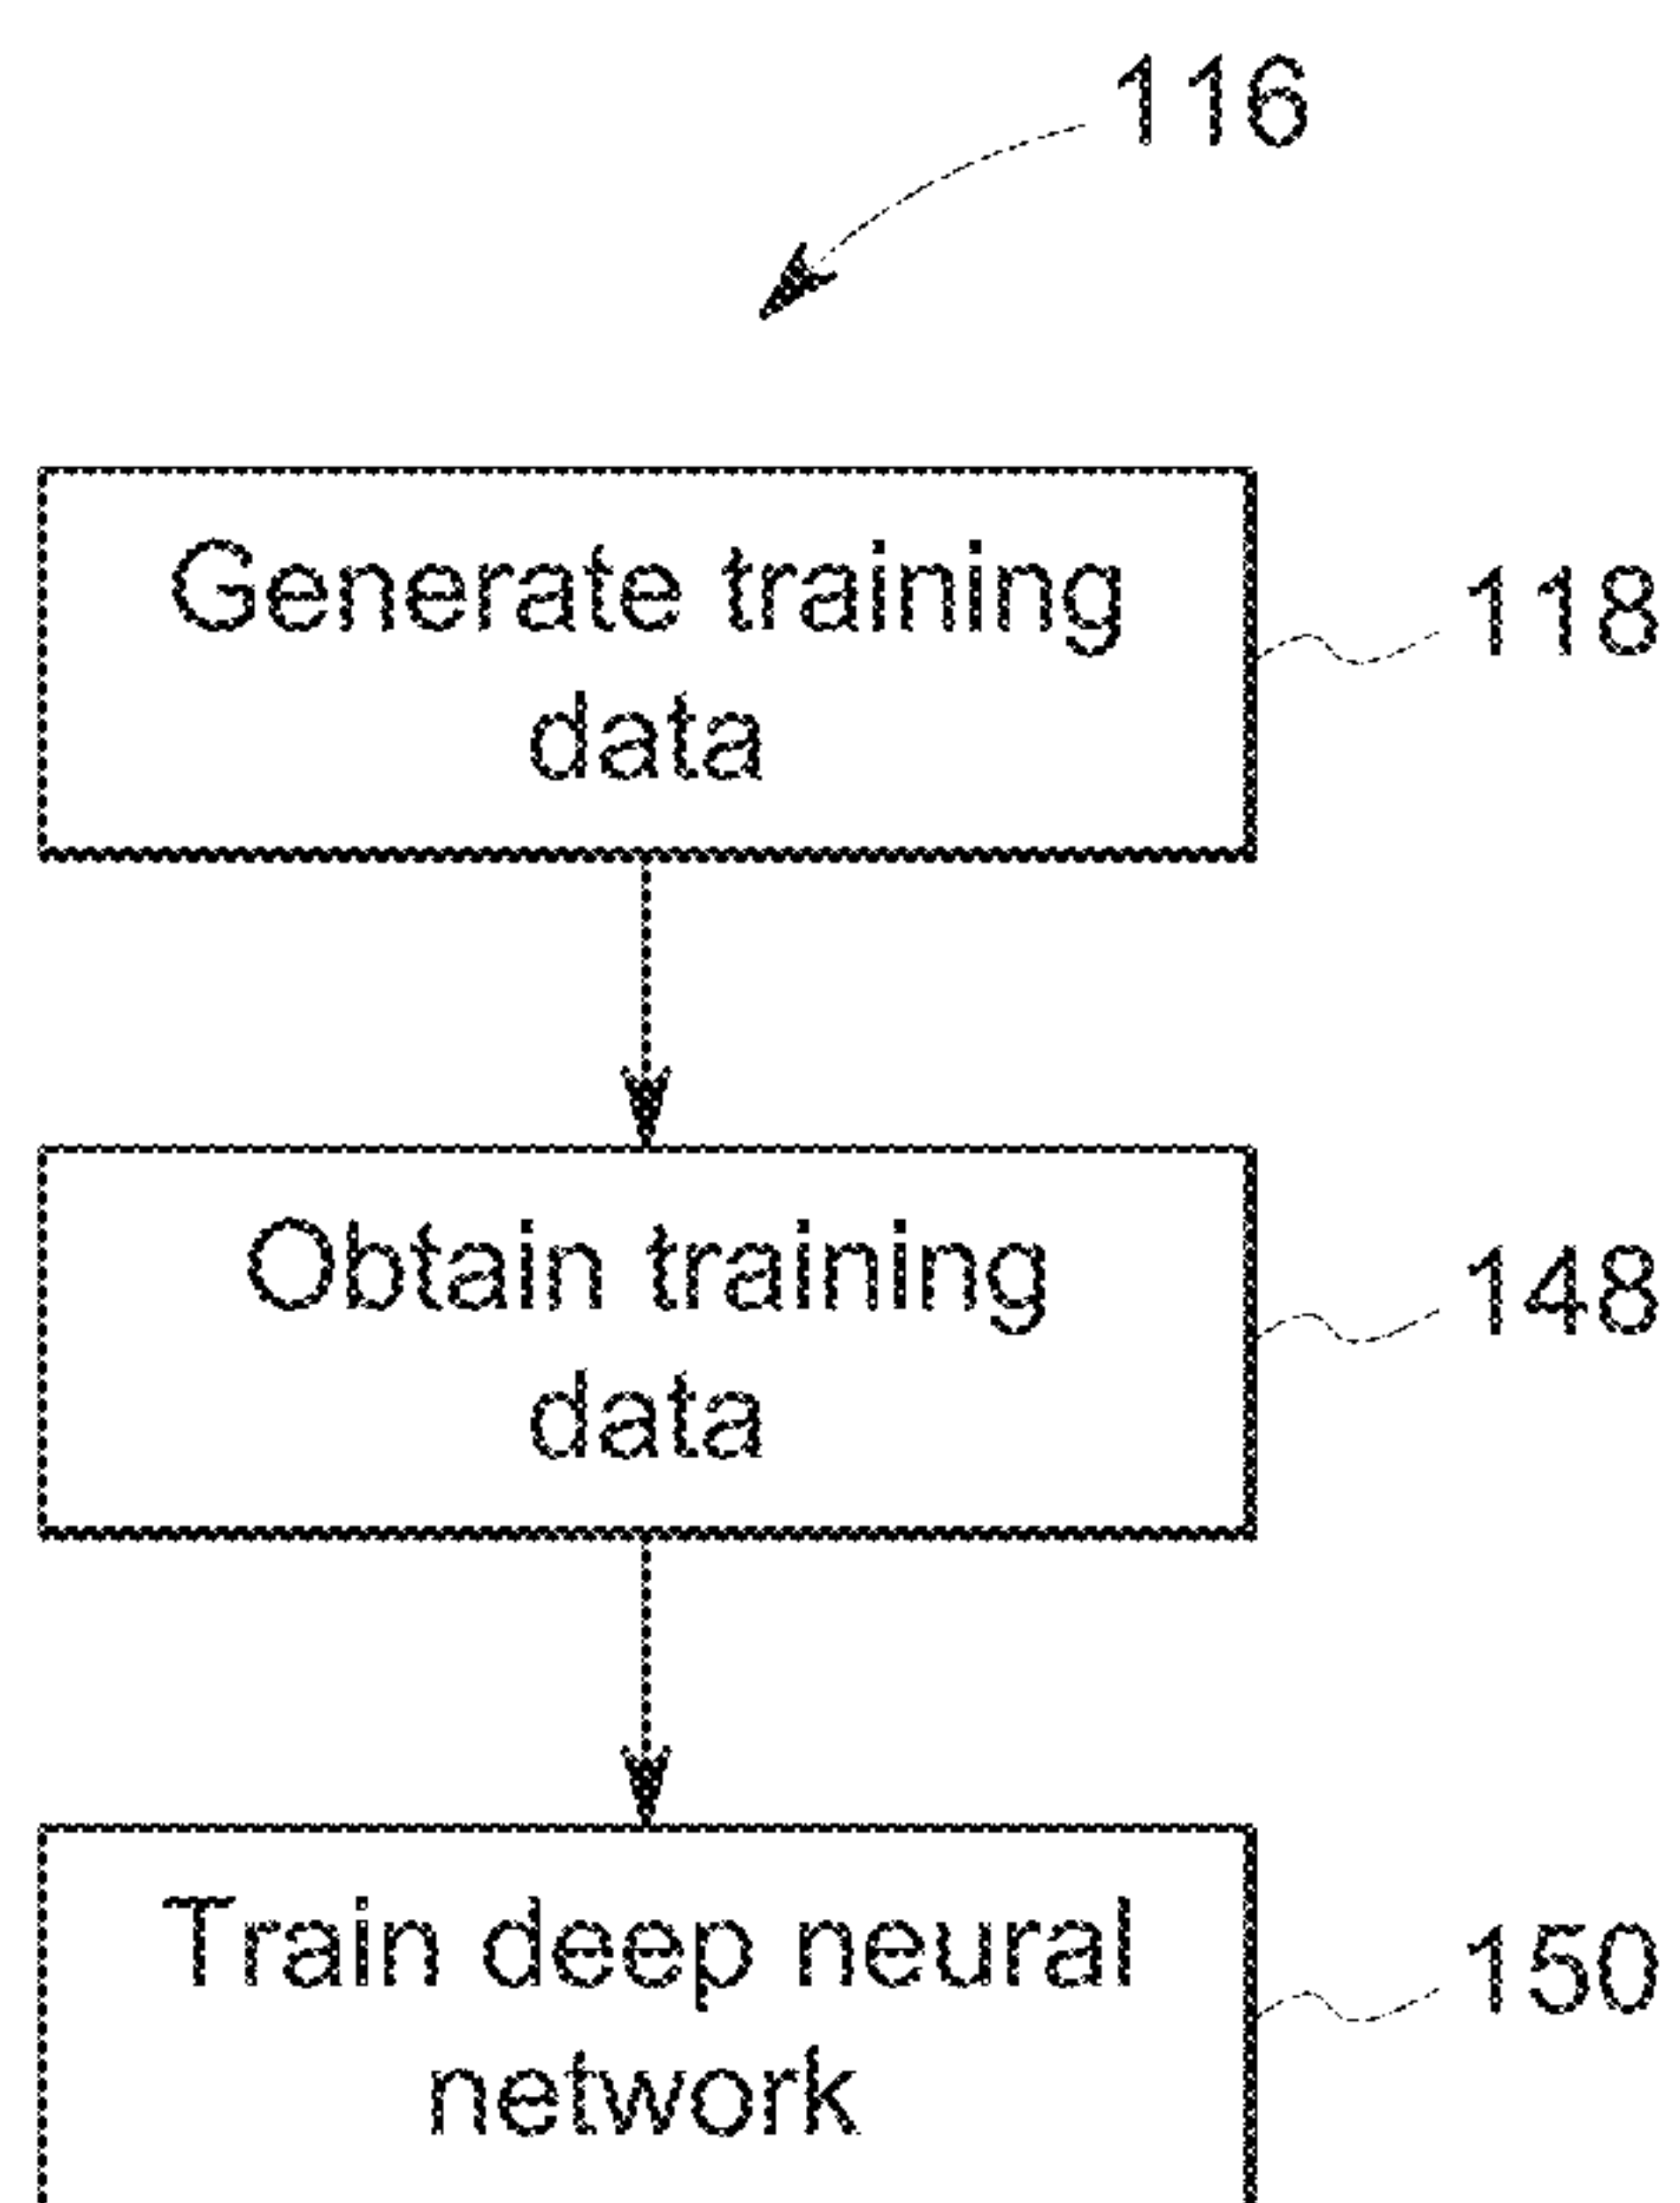 116
Generate training
data
118
Obtain training
data
148
Train deep neural
network
150